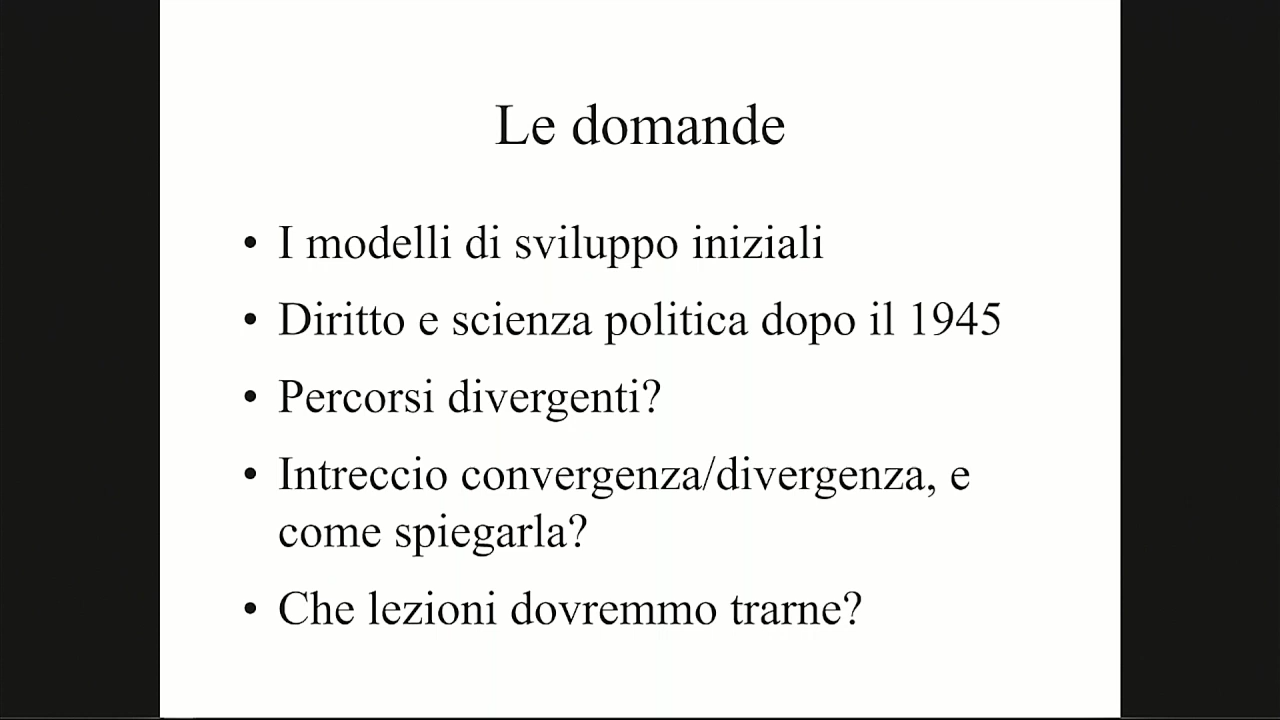 Le domande
• I modelli di sviluppo iniziali
• Diritto e scienza politica dopo il 1945
• Percorsi divergenti?
• Intreccio convergenza/divergenza, e
come spiegarla?
• Che lezioni dovremmo trarne?